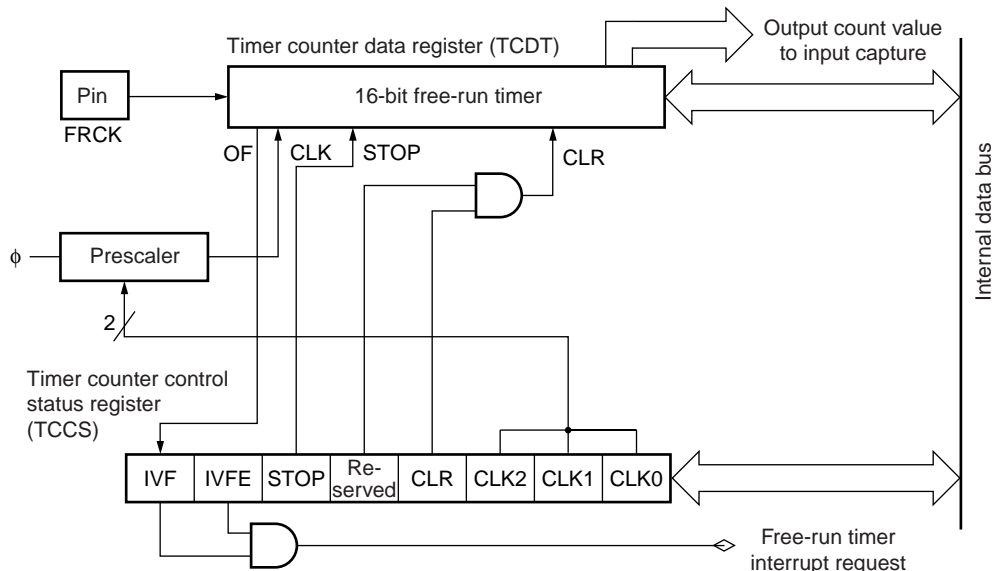 Timer counter data register (TCDT)
Output count value
to input capture
Pin
16-bit free-run timer
FRCK
OF
CLK
STOP
CLR
Internal data bus
ϕ
Prescaler
2
Timer counter control
status register
(TCCS)
IVF
IVFE
STOP
Re-
served
CLR
CLK2
CLK1
CLK0
Free-run timer
interrupt request